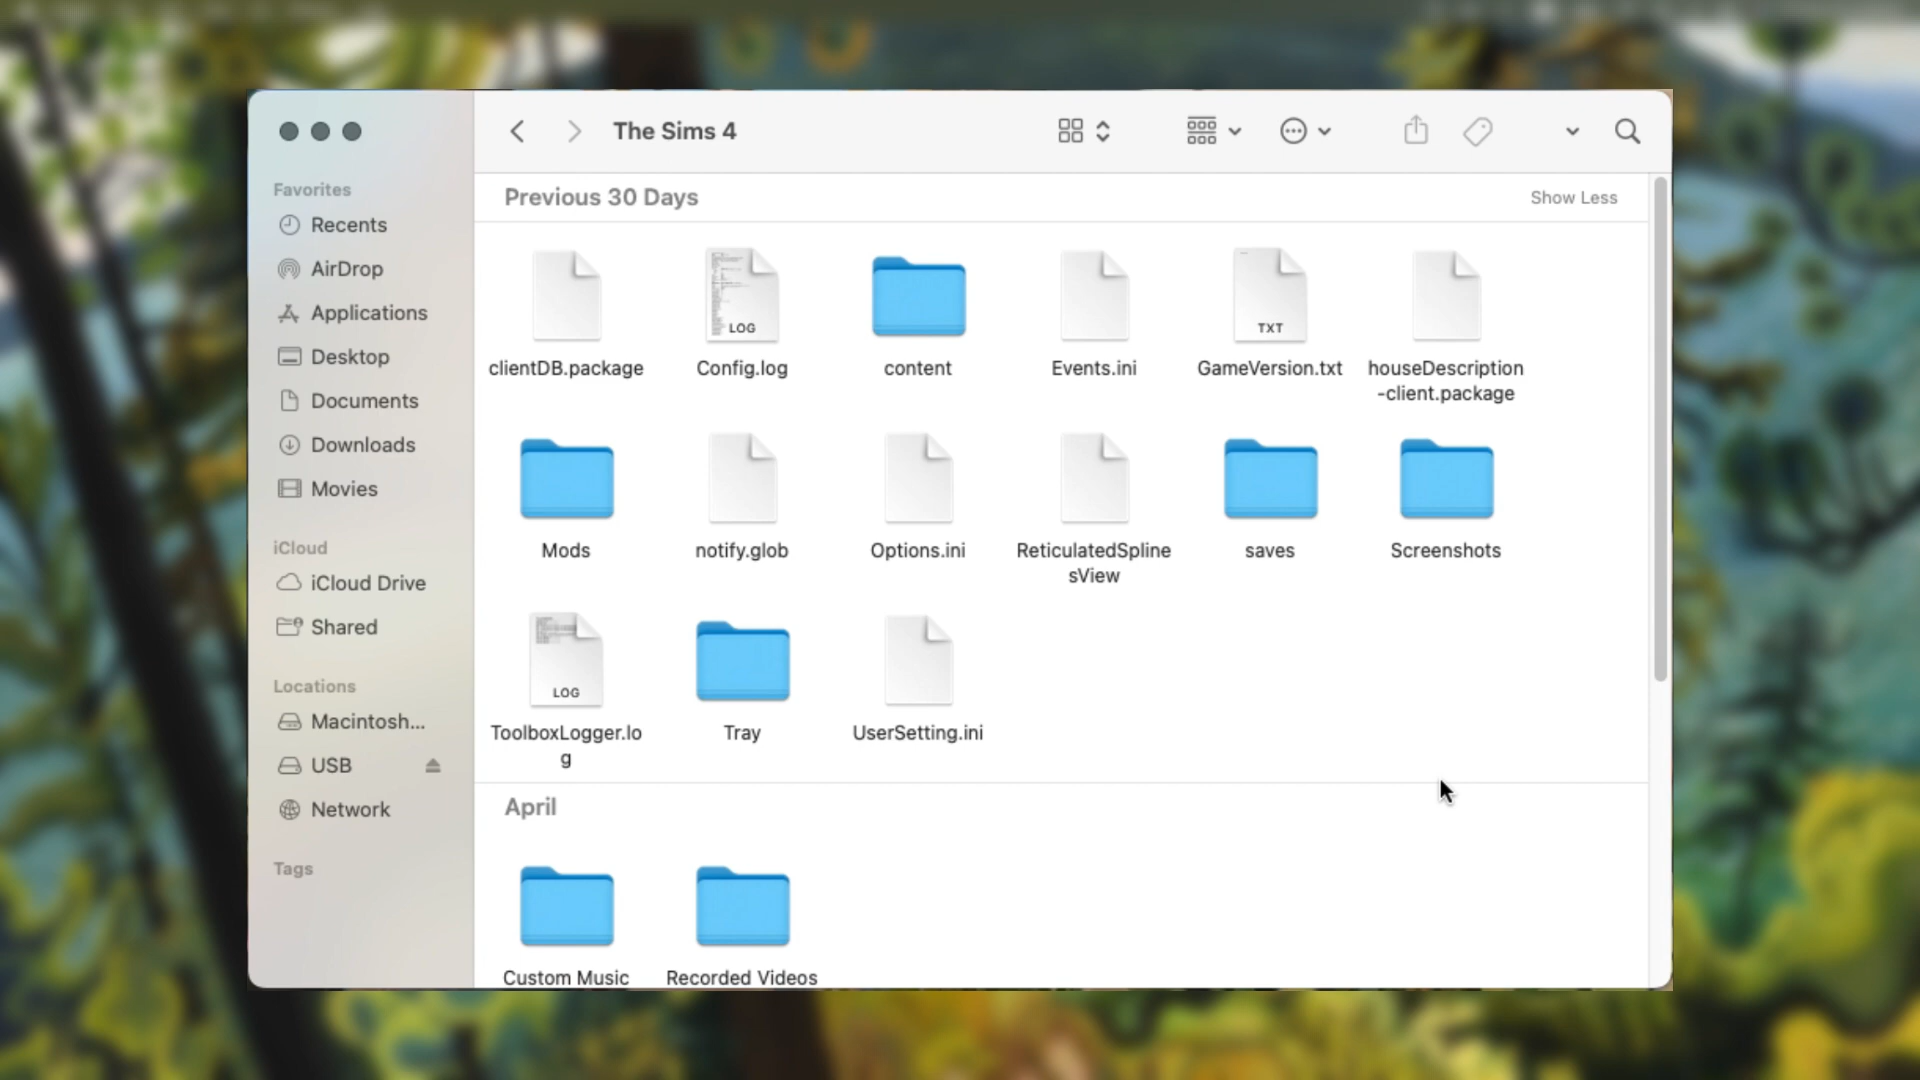 The Sims 4
Favorites
Recents
AirDrop
Applications
Desktop
Documents
Downloads
Movies
iCloud
iCloud Drive
Shared
Locations
Macintosh...
USB
Network
Tags
Previous 30 Days
Show Less
LOG
TXT
clientDB.package
Config.log
content
Events.ini
GameVersion.txt
houseDescription
-client.package
Mods
notify.glob
Options.ini
ReticulatedSpline
sView
saves
Screenshots
LOG
ToolboxLogger.lo
g
Tray
UserSetting.ini
April
Custom Music
Recorded Videos